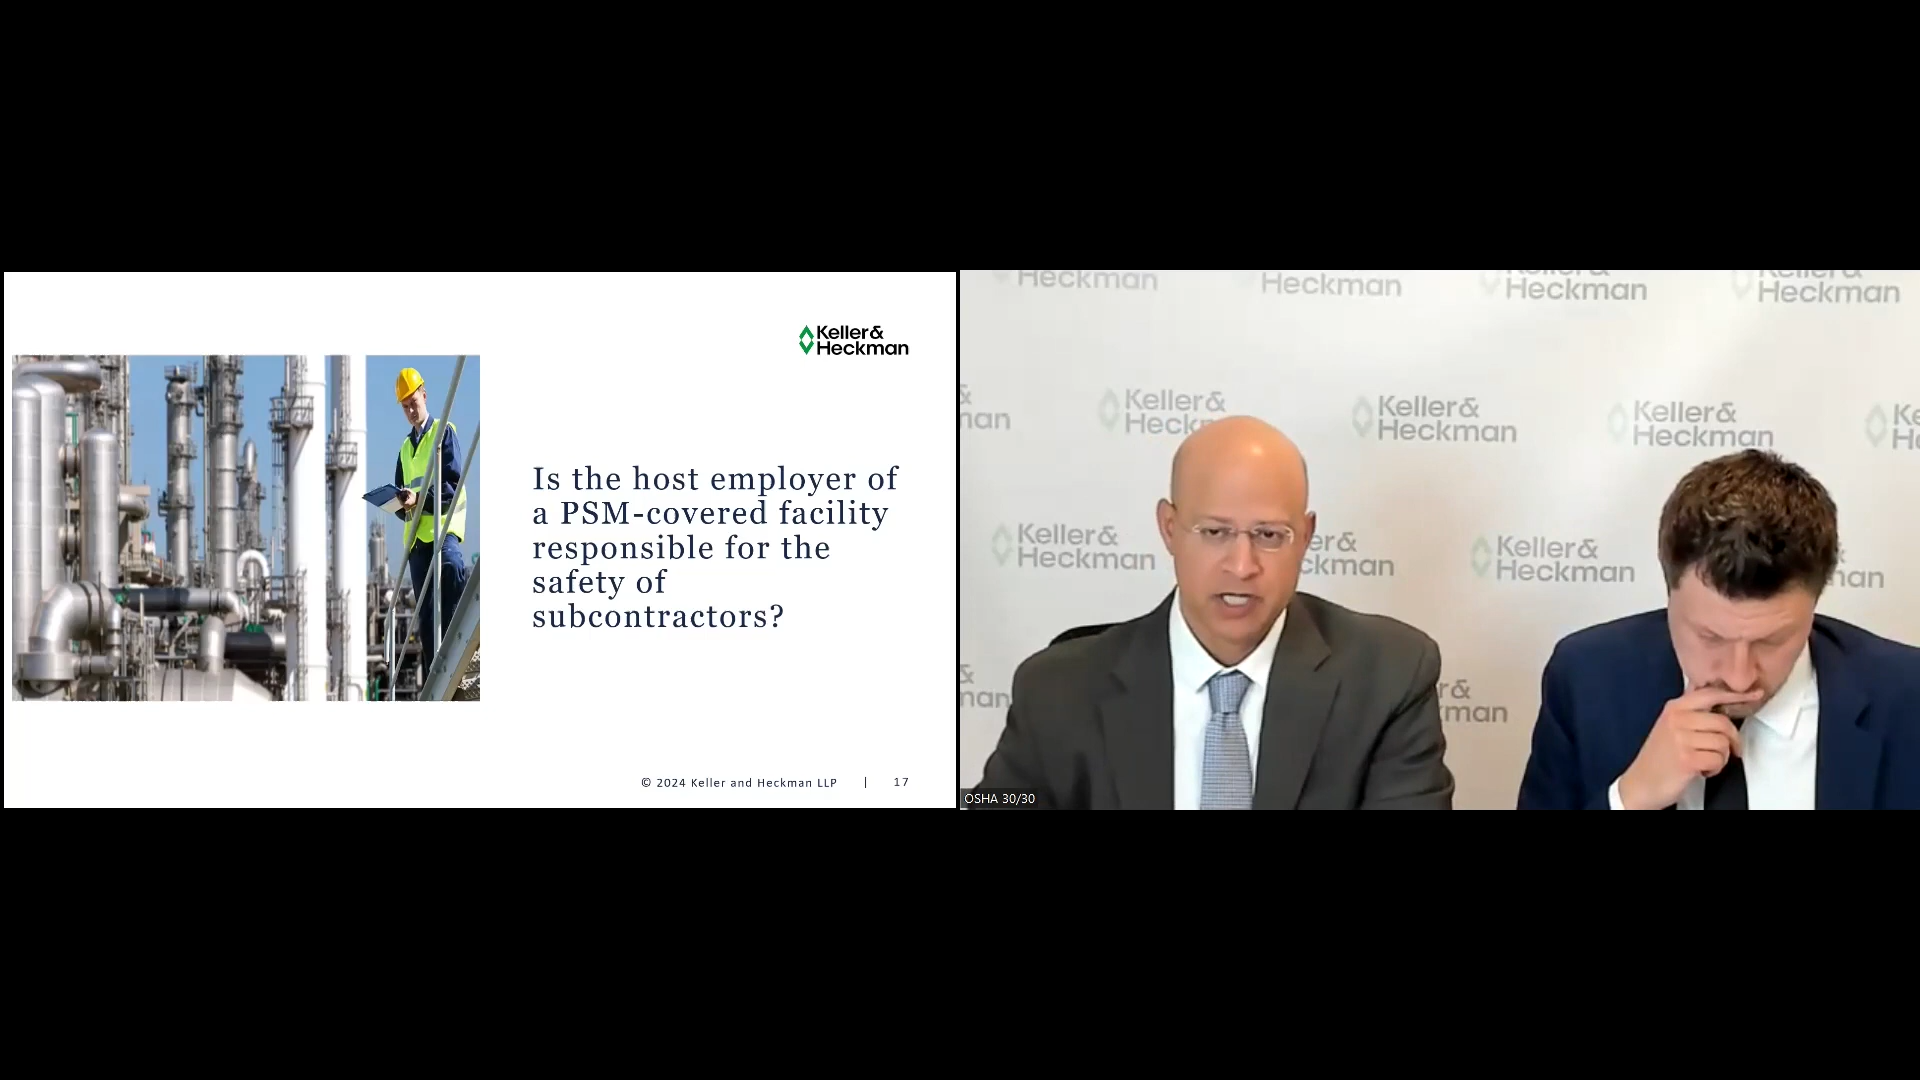 Keller&
Heckman
Is the host employer of
a PSM-covered facility
responsible for the
safety of
subcontractors?
© 2024 Keller and Heckman LLP | 17
Heckman
Heckman
Keller&
Heckman
Keller&
Heckman
Keller&
Heck
Keller&
Heckman
Keller&
Heckman
Keller&
Heckman
Keller&
Heckman
OSHA 30/30